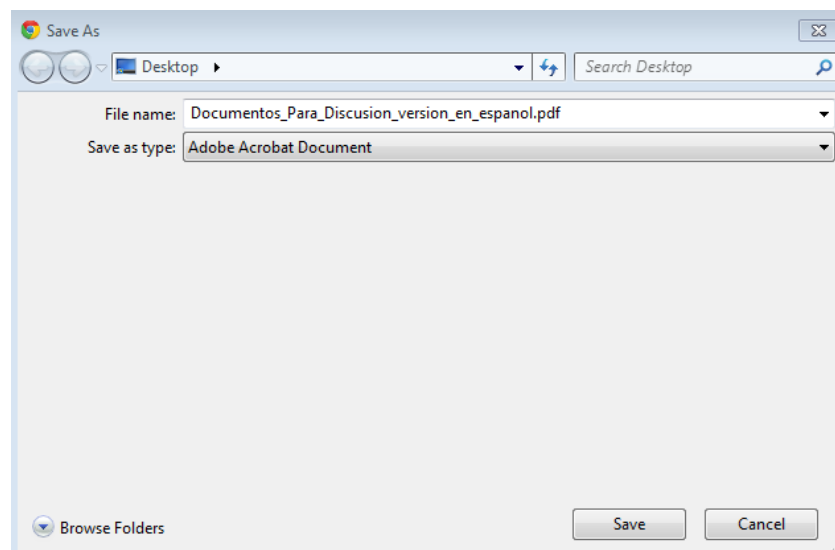 Save As
Desktop
Search Desktop
File name: Documentos_Para_Discusion_version_en_espanol.pdf
Save as type: Adobe Acrobat Document
Browse Folders
Save
Cancel